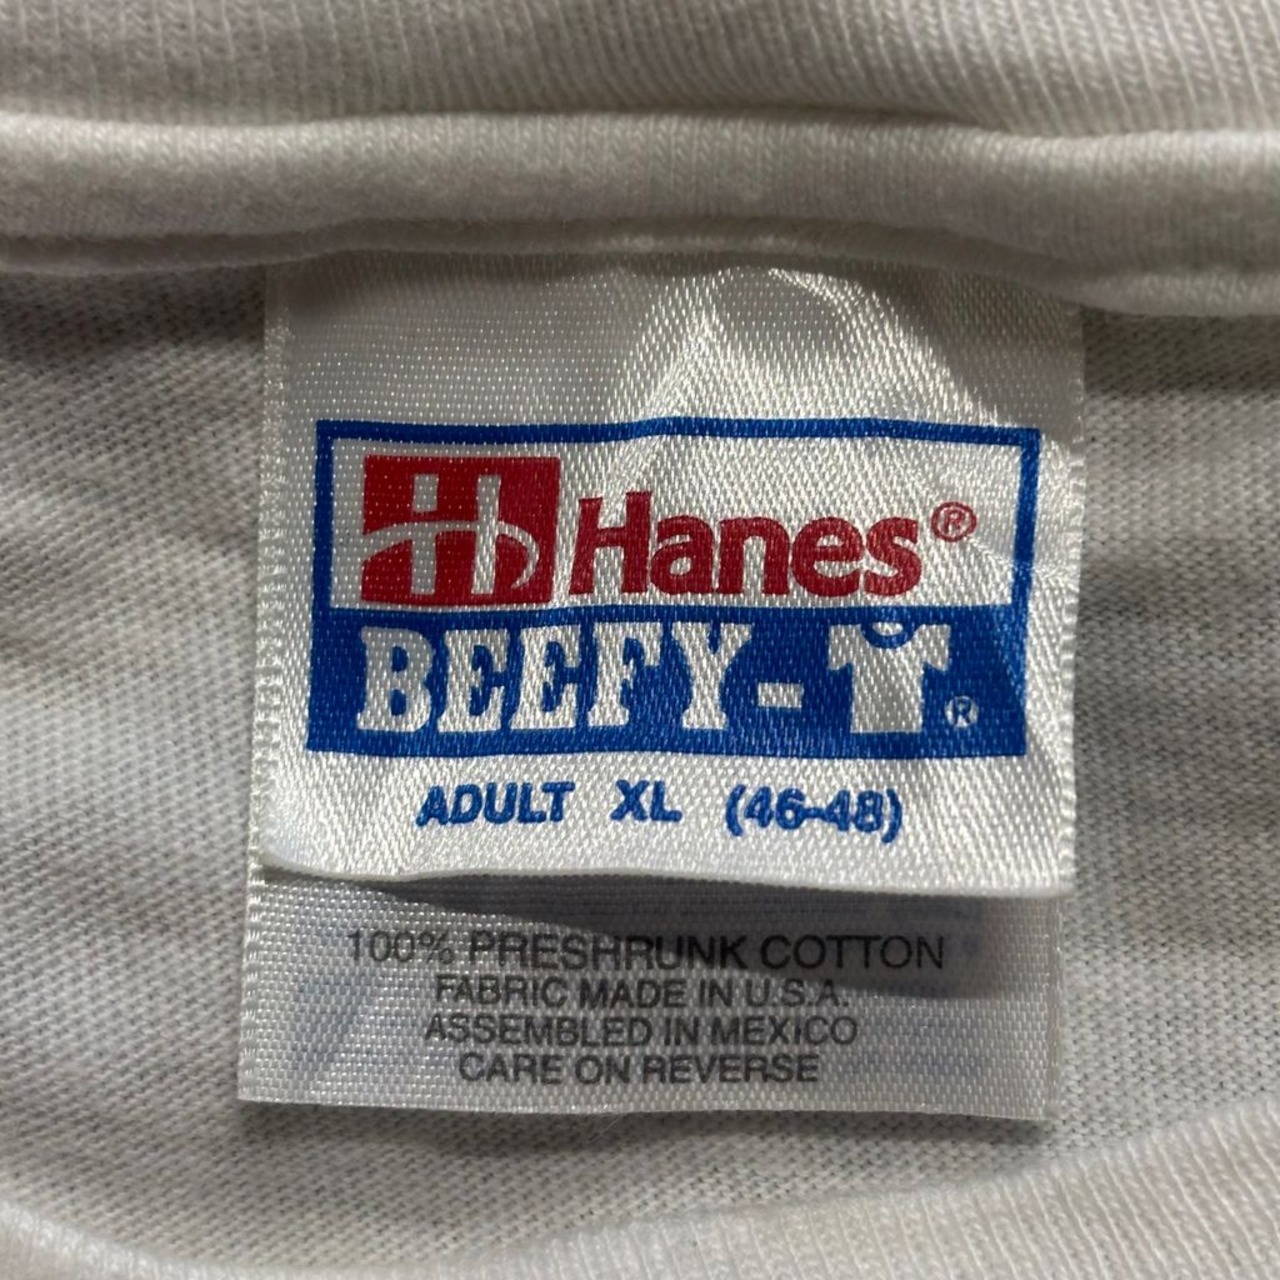 Hanes®
BEEFY-T®
ADULT XL (46-48)
100% PRESHRUNK COTTON
FABRIC MADE IN U.S.A.
ASSEMBLED IN MEXICO
CARE ON REVERSE